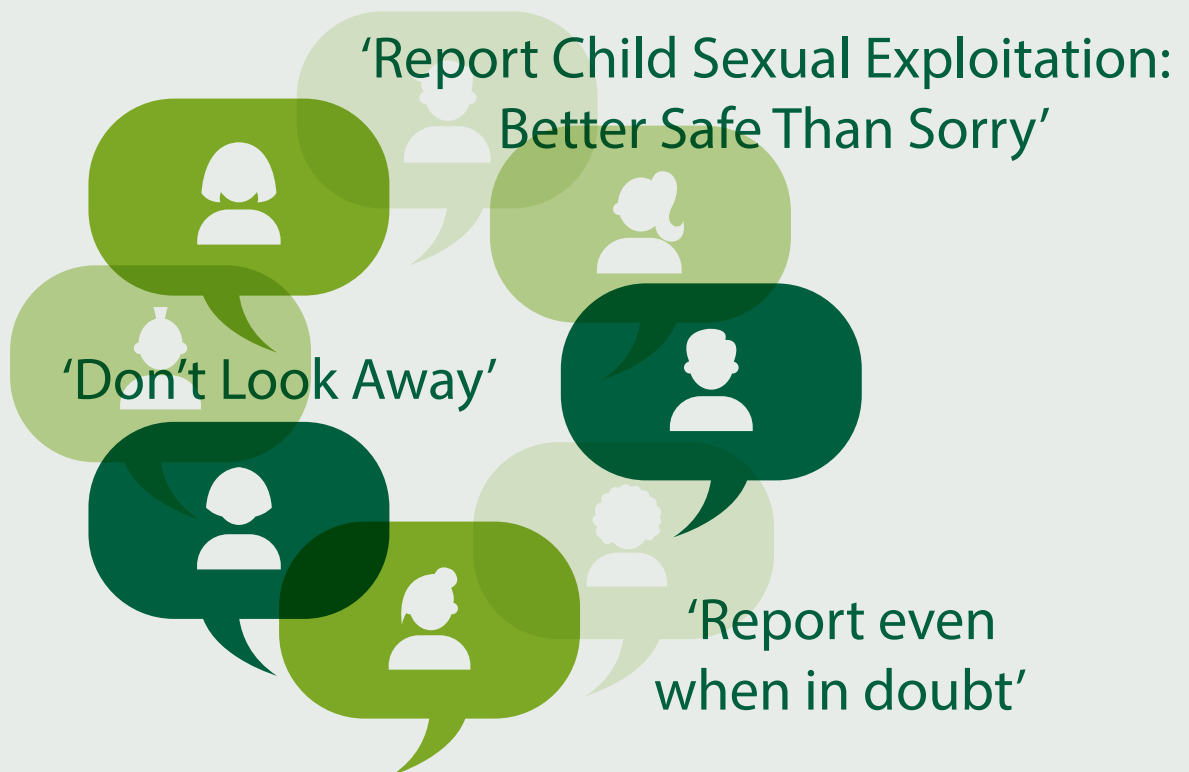 ‘Report Child Sexual Exploitation:
Better Safe Than Sorry’
‘Don’t Look Away’
‘Report even
when in doubt’